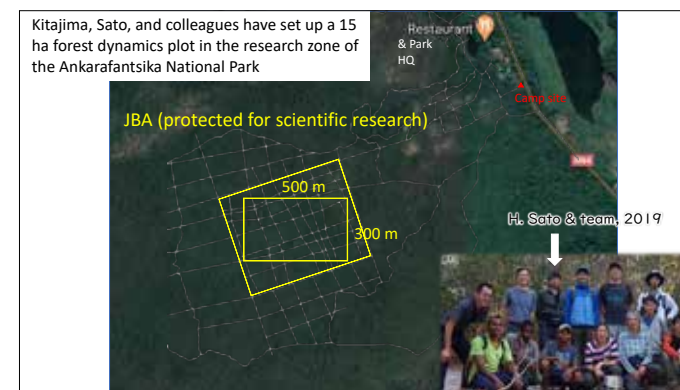 Kitajima, Sato, and colleagues have set up a 15
ha forest dynamics plot in the research zone of
the Ankarafantsika National Park
Restaurant
& Park
HQ
Camp site
JBA (protected for scientific research)
500 m
300 m
H. Sato & team, 2019